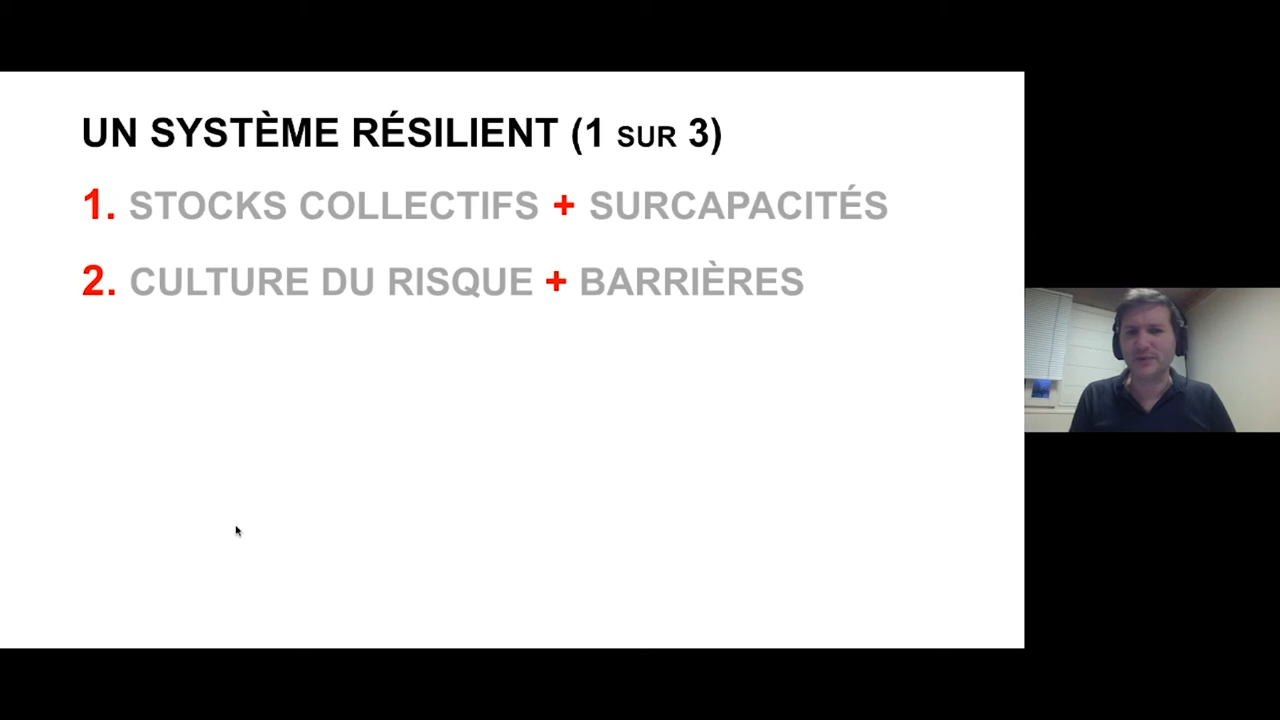 UN SYSTÈME RÉSILIENT (1 SUR 3)
1. STOCKS COLLECTIFS + SURCAPACITÉS
2. CULTURE DU RISQUE + BARRIÈRES